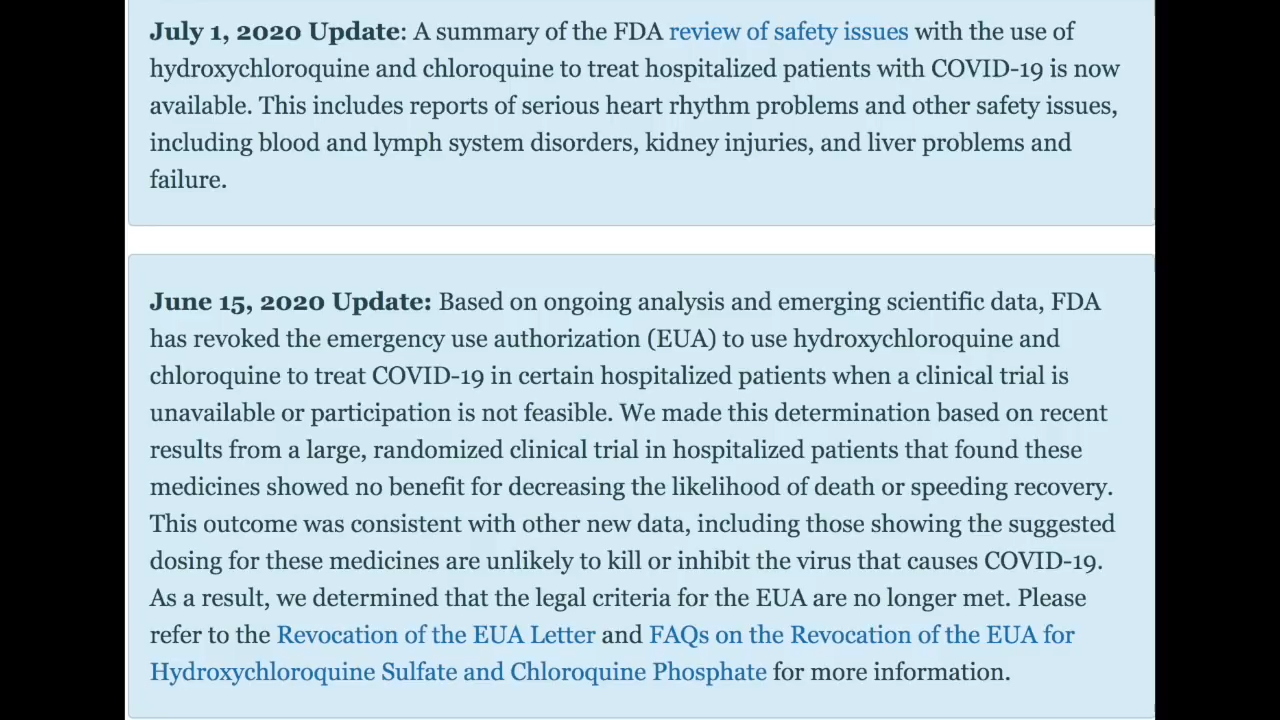 July 1, 2020 Update: A summary of the FDA review of safety issues with the use of
hydroxychloroquine and chloroquine to treat hospitalized patients with COVID-19 is now
available. This includes reports of serious heart rhythm problems and other safety issues,
including blood and lymph system disorders, kidney injuries, and liver problems and
failure.
June 15, 2020 Update: Based on ongoing analysis and emerging scientific data, FDA
has revoked the emergency use authorization (EUA) to use hydroxychloroquine and
chloroquine to treat COVID-19 in certain hospitalized patients when a clinical trial is
unavailable or participation is not feasible. We made this determination based on recent
results from a large, randomized clinical trial in hospitalized patients that found these
medicines showed no benefit for decreasing the likelihood of death or speeding recovery.
This outcome was consistent with other new data, including those showing the suggested
dosing for these medicines are unlikely to kill or inhibit the virus that causes COVID-19.
As a result, we determined that the legal criteria for the EUA are no longer met. Please
refer to the Revocation of the EUA Letter and FAQs on the Revocation of the EUA for
Hydroxychloroquine Sulfate and Chloroquine Phosphate for more information.